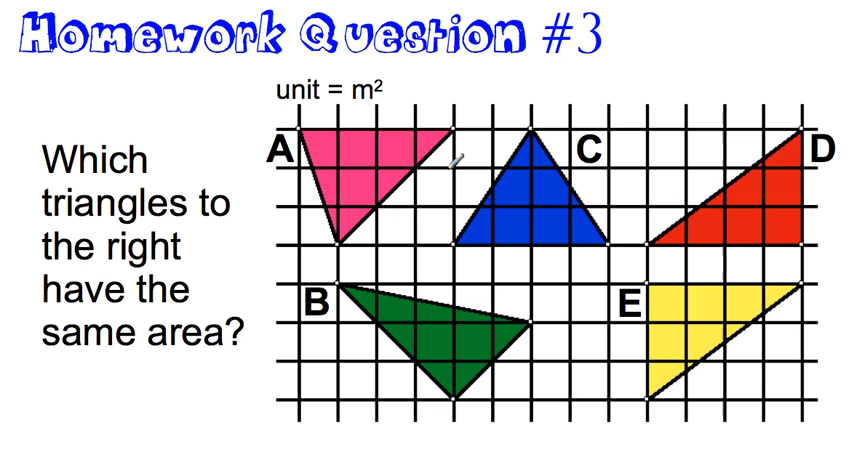 Homework Question #3
unit = m²
Which
triangles to
the right
have the
same area?
A
C
D
B
E